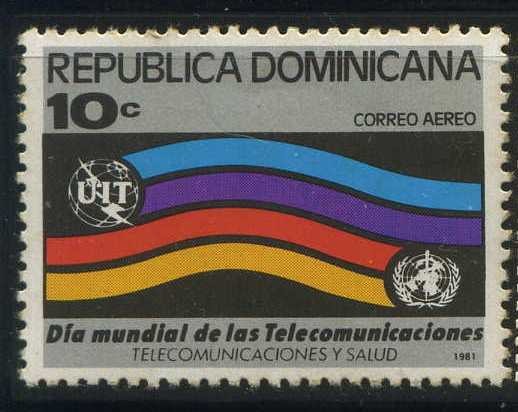 REPUBLICA DOMINICANA
10c
CORREO AEREO
UIT
Día mundial de las Telecomunicaciones
TELECOMUNICACIONES Y SALUD
1981